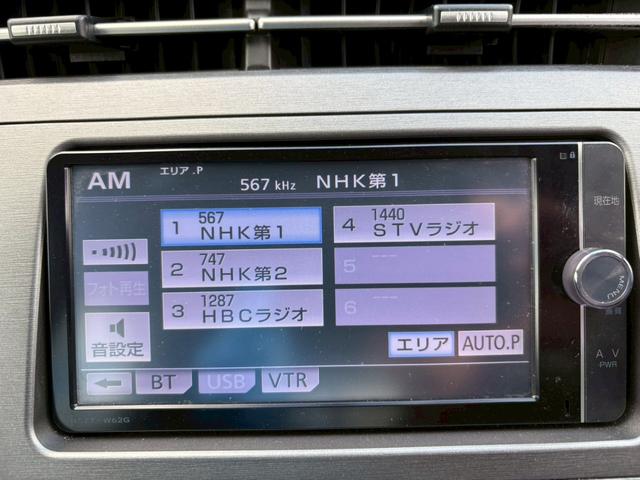 AM
エリア.P
567 kHz NHK第1
1 567 NHK第1
4 1440 STVラジオ
2 747 NHK第2
5 ---
3 1287 HBCラジオ
6 ---
フォト再生
音設定
エリア
AUTO.P
BT
USB
VTR
現在地
MENU
A V
PWR
P
W62G